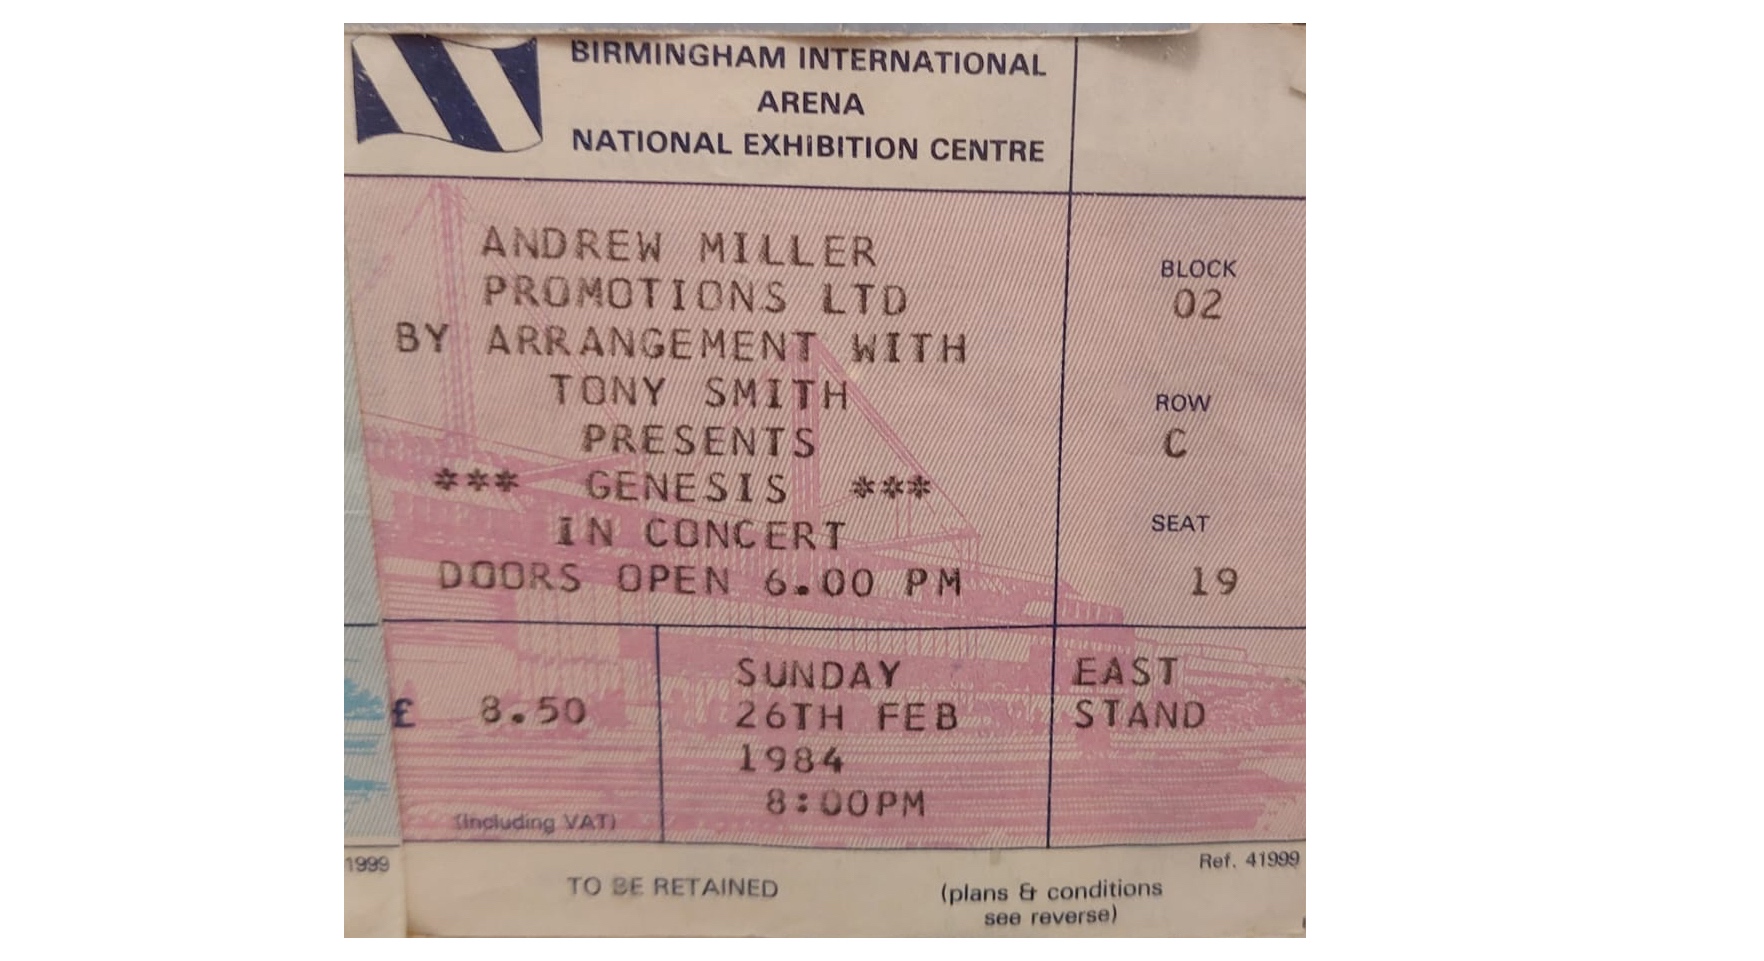 BIRMINGHAM INTERNATIONAL
ARENA
NATIONAL EXHIBITION CENTRE
ANDREW MILLER
PROMOTIONS LTD
BY ARRANGEMENT WITH
TONY SMITH
PRESENTS
*** GENESIS ***
IN CONCERT
DOORS OPEN 6.00 PM
BLOCK
02
ROW
C
SEAT
19
£ 8.50
(Including VAT)
SUNDAY
26TH FEB
1984
8:00PM
EAST
STAND
1999
Ref. 41999
TO BE RETAINED
(plans & conditions
see reverse)